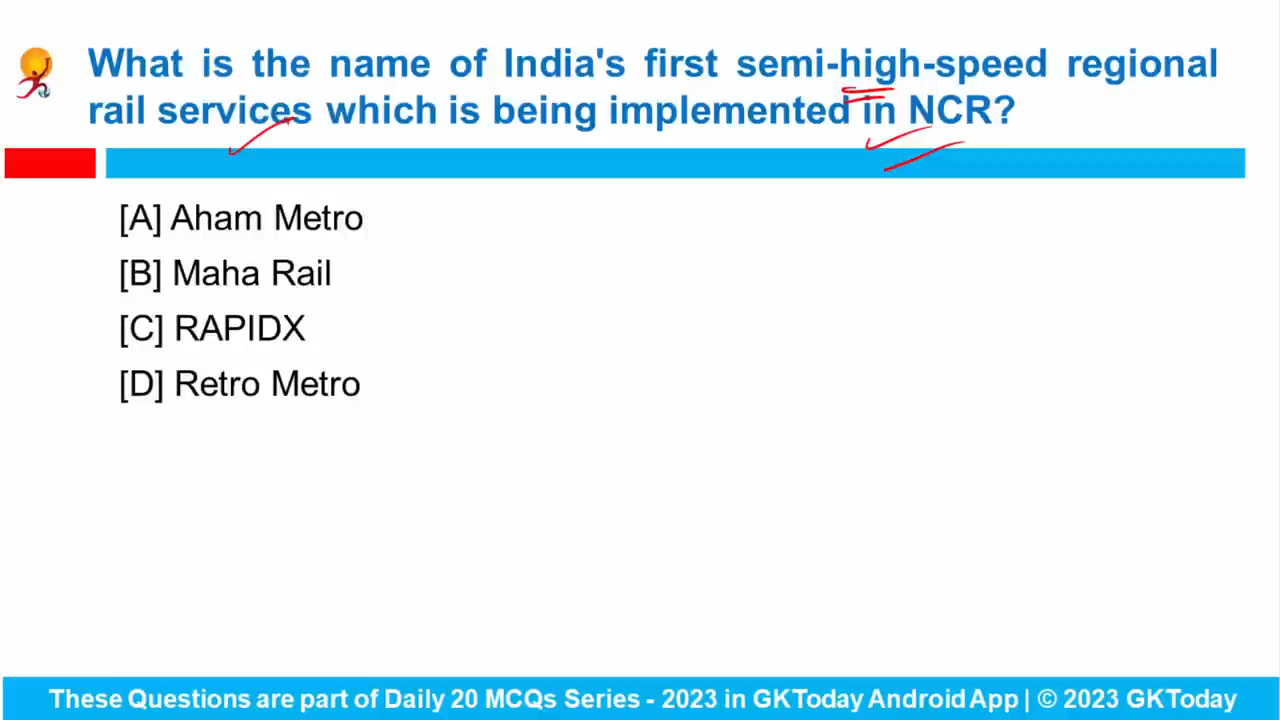 What is the name of India's first semi-high-speed regional
rail services which is being implemented in NCR?
[A] Aham Metro
[B] Maha Rail
[C] RAPIDX
[D] Retro Metro
These Questions are part of Daily 20 MCQs Series - 2023 in GKToday Android App | © 2023 GKToday